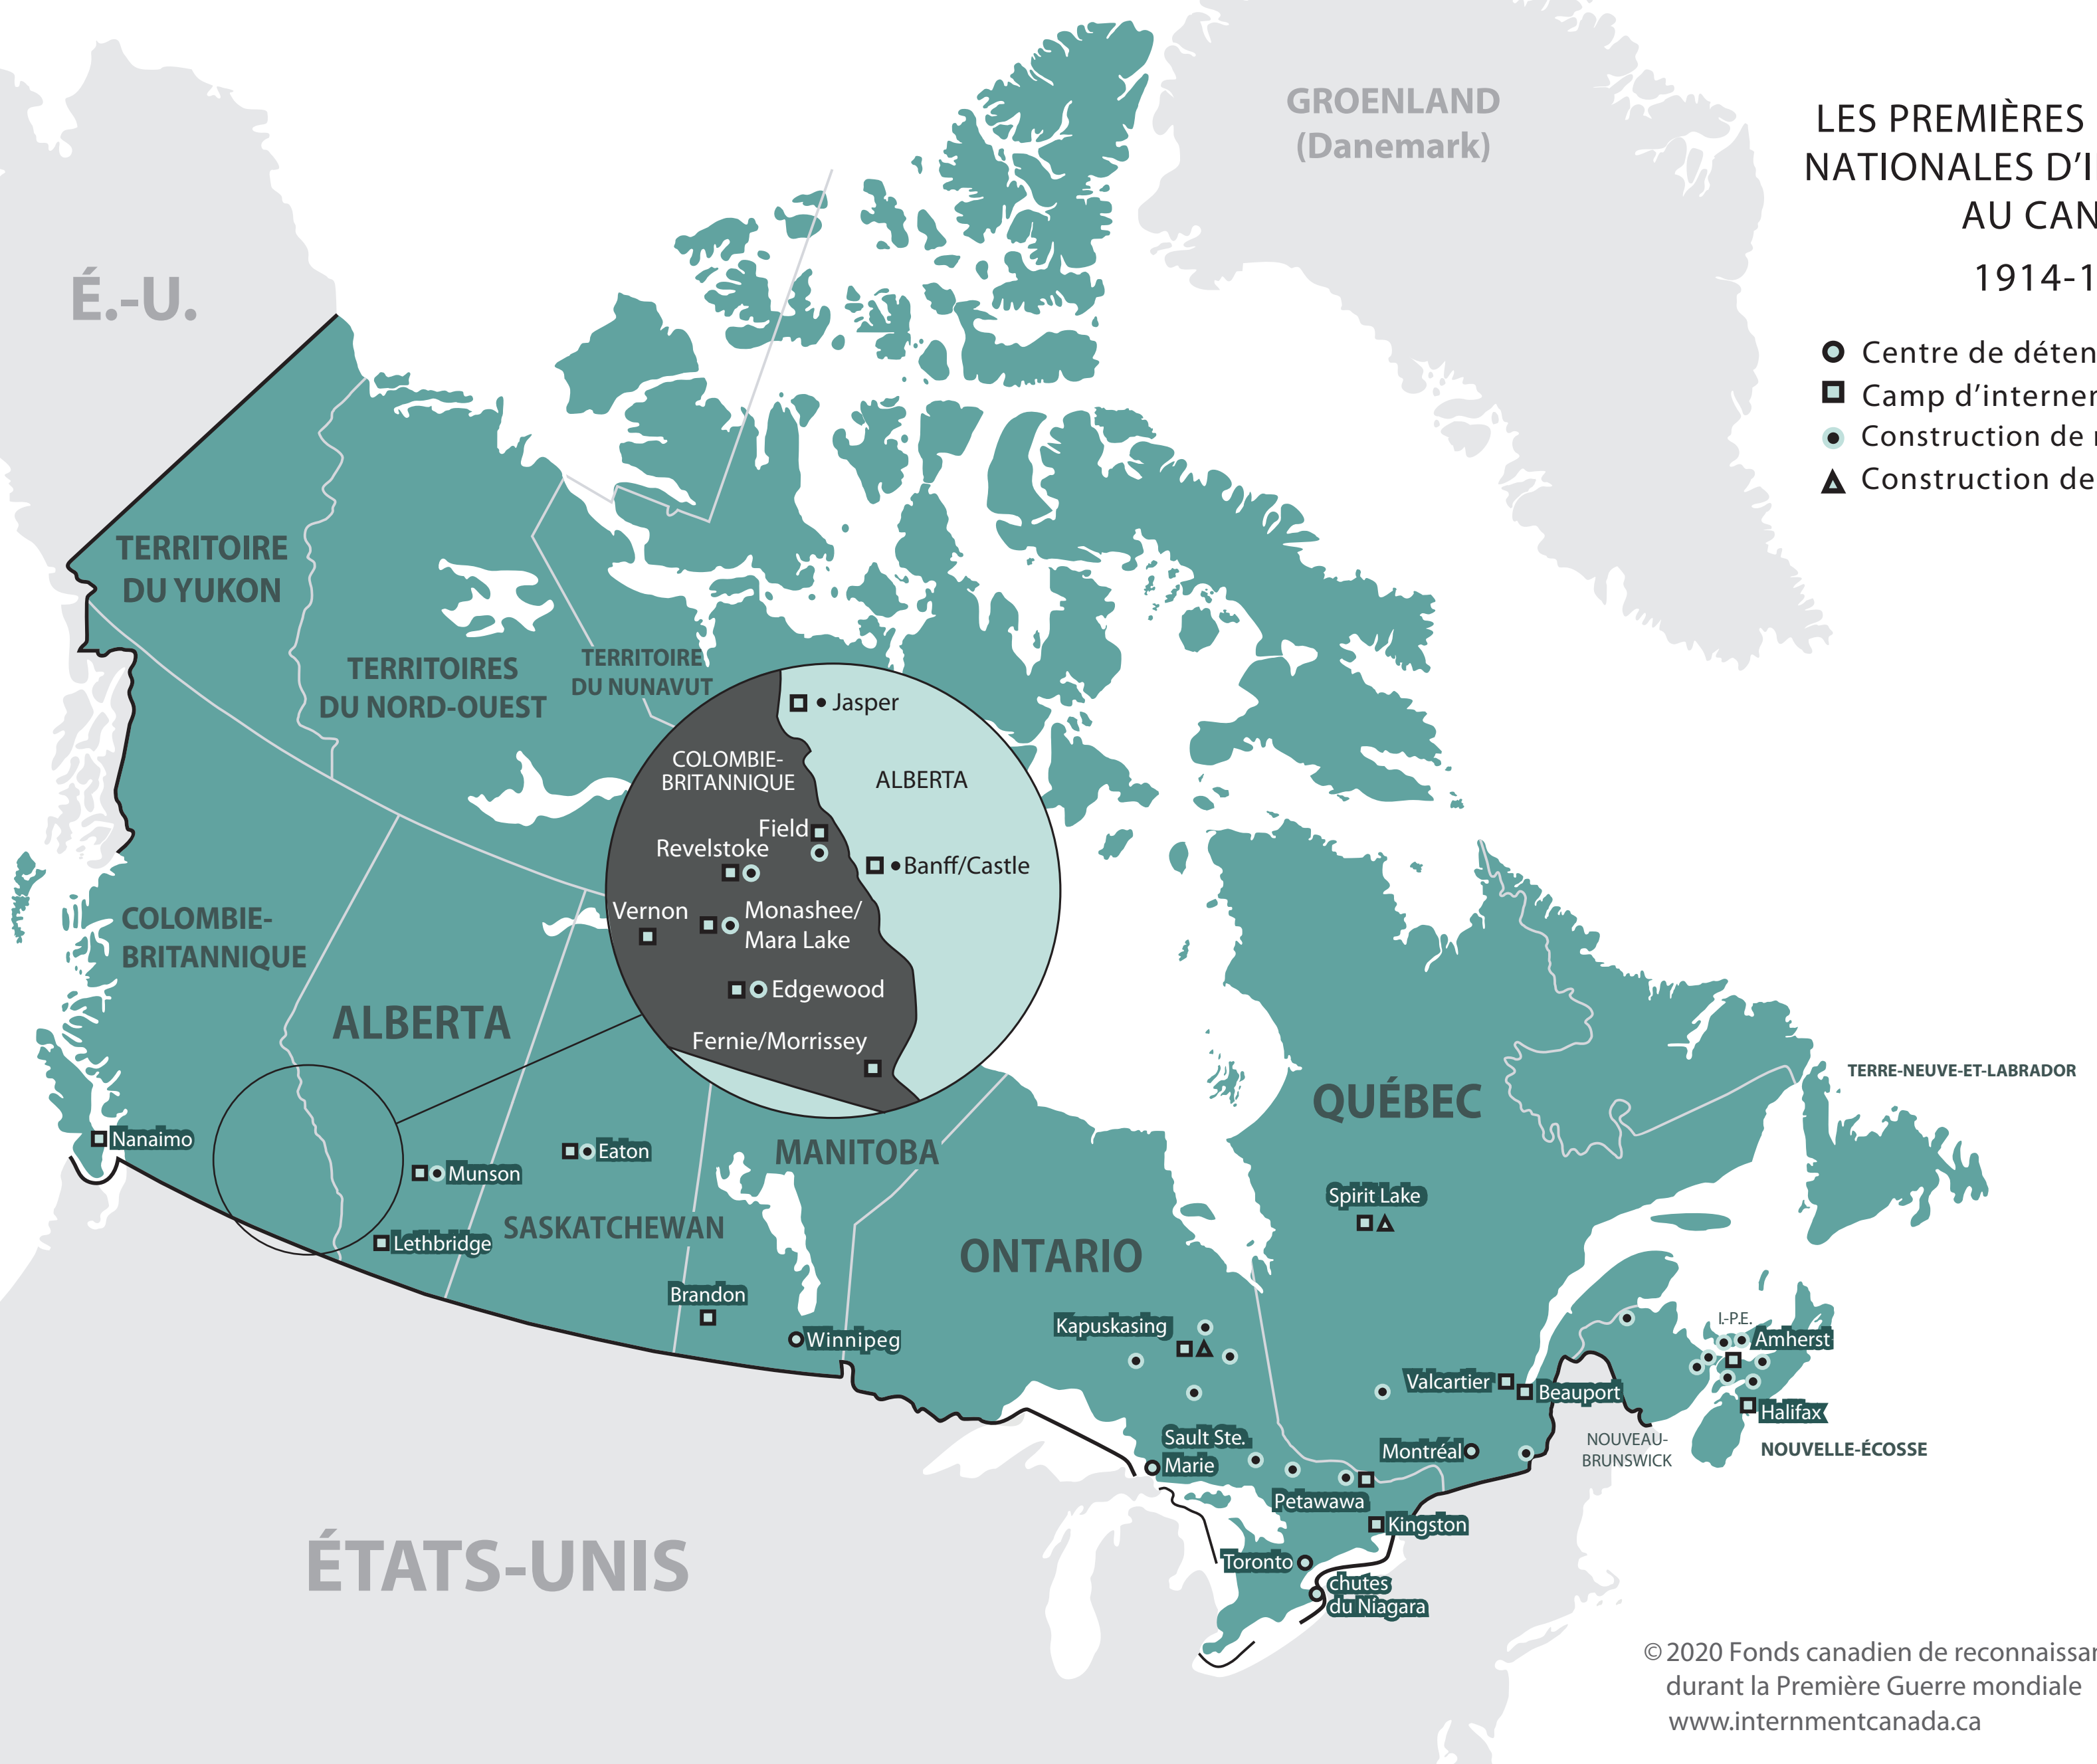 GROENLAND
(Danemark)
LES PREMIÈRES
NATIONALES D'I
AU CAN
1914-1
Centre de déten
Camp d'interner
Construction de r
Construction de
É.-U.
TERRITOIRE
DU YUKON
TERRITOIRES
DU NORD-OUEST
TERRITOIRE
DU NUNAVUT
Jasper
COLOMBIE-
BRITANNIQUE
ALBERTA
Field
Revelstoke
Banff/Castle
Vernon
Monashee/
Mara Lake
Edgewood
Fernie/Morrissey
COLOMBIE-
BRITANNIQUE
ALBERTA
QUÉBEC
TERRE-NEUVE-ET-LABRADOR
Nanaimo
Munson
Eaton
MANITOBA
Lethbridge
SASKATCHEWAN
Spirit Lake
ONTARIO
Brandon
Winnipeg
Kapuskasing
I.-P.E.
Amherst
Valcartier
Beauport
Halifax
Sault Ste.
Marie
Montréal
NOUVEAU-
BRUNSWICK
NOUVELLE-ÉCOSSE
Petawawa
Kingston
Toronto
chutes
du Niagara
ÉTATS-UNIS
© 2020 Fonds canadien de reconnaissa
durant la Première Guerre mondiale
www.internmentcanada.ca